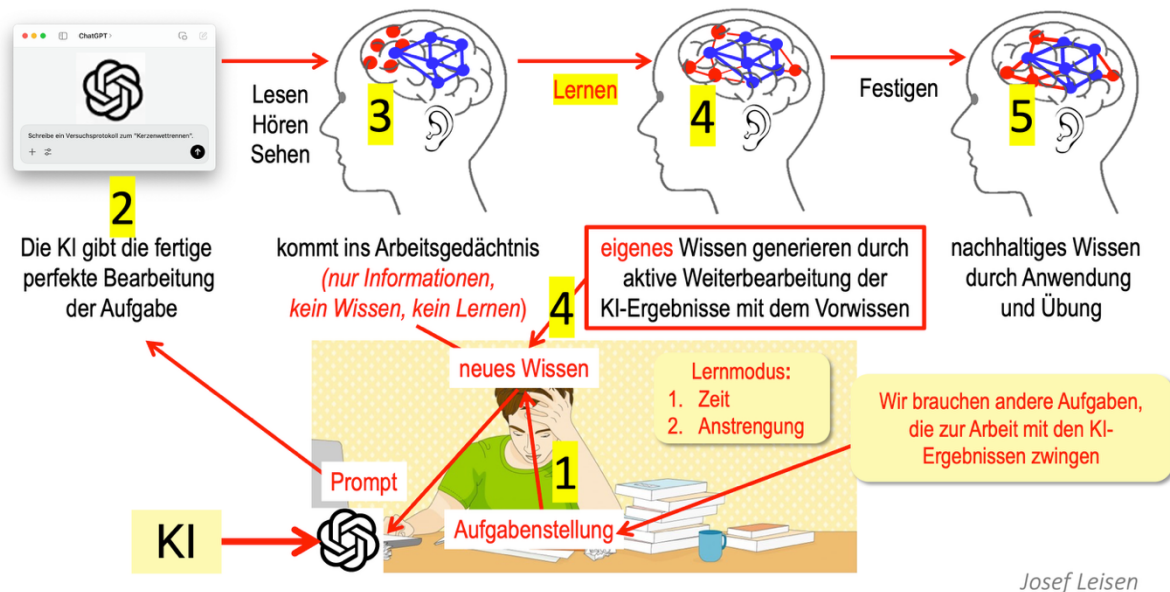 ChatGPT
Schreibe ein Versuchsprotokoll zum "Kerzenwettrennen".
Lesen
Hören
Sehen
3
Lernen
4
Festigen
5
2
Die KI gibt die fertige
perfekte Bearbeitung
der Aufgabe
kommt ins Arbeitsgedächtnis
(nur Informationen,
kein Wissen, kein Lernen)
4
eigenes Wissen generieren durch
aktive Weiterbearbeitung der
KI-Ergebnisse mit dem Vorwissen
nachhaltiges Wissen
durch Anwendung
und Übung
neues Wissen
Lernmodus:
1. Zeit
2. Anstrengung
Wir brauchen andere Aufgaben,
die zur Arbeit mit den KI-
Ergebnissen zwingen
Prompt
1
Aufgabenstellung
KI
Josef Leisen